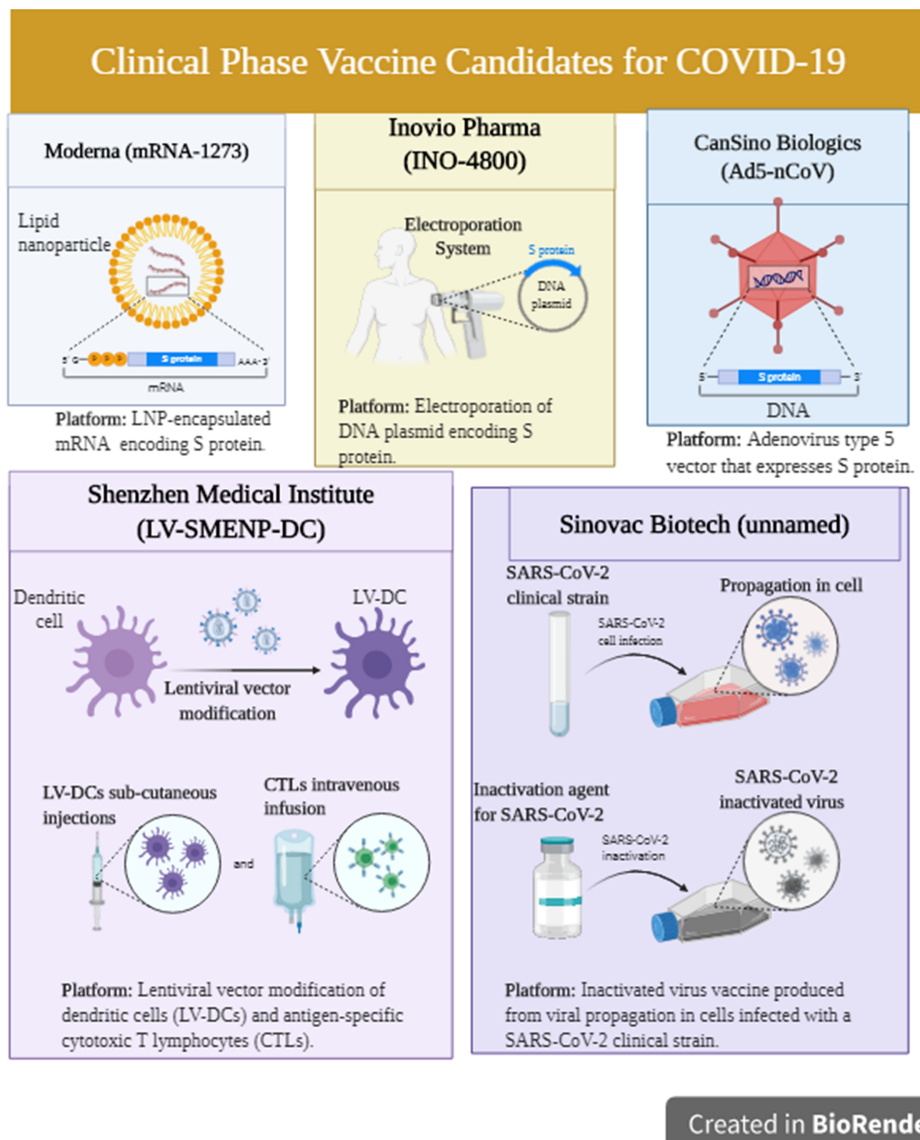 Clinical Phase Vaccine Candidates for COVID-19
Moderna (mRNA-1273)
Lipid
nanoparticle
5' G
P P P
S protein
AAA-3'
mRNA
Platform: LNP-encapsulated
mRNA encoding S protein.
Inovio Pharma
(INO-4800)
Electroporation
System
S protein
DNA
plasmid
Platform: Electroporation of
DNA plasmid encoding S
protein.
CanSino Biologics
(Ad5-nCoV)
5'
S protein
3'
DNA
Platform: Adenovirus type 5
vector that expresses S protein.
Shenzhen Medical Institute
(LV-SMENP-DC)
Dendritic
cell
LV-DC
Lentiviral vector
modification
LV-DCs sub-cutaneous
injections
and
CTLs intravenous
infusion
Platform: Lentiviral vector modification of
dendritic cells (LV-DCs) and antigen-specific
cytotoxic T lymphocytes (CTLs).
Sinovac Biotech (unnamed)
SARS-CoV-2
clinical strain
SARS-CoV-2
cell infection
Propagation in cell
Inactivation agent
for SARS-CoV-2
SARS-CoV-2
inactivation
SARS-CoV-2
inactivated virus
Platform: Inactivated virus vaccine produced
from viral propagation in cells infected with a
SARS-CoV-2 clinical strain.
Created in BioRende